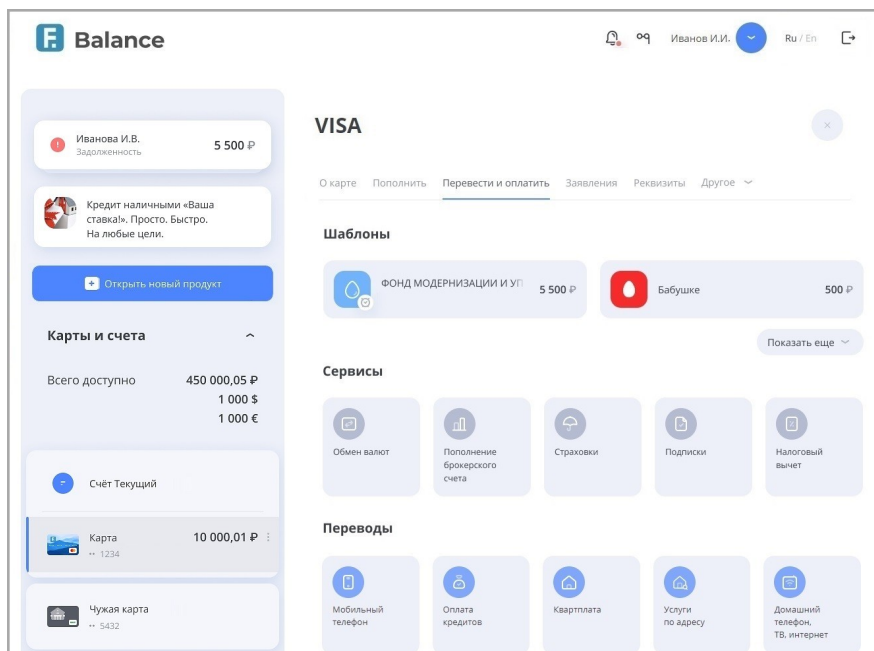 Balance
Иванов И.И.
Ru / En
Иванова И.В.
Задолженность
5 500 ₽
Кредит наличными «Ваша
ставка!». Просто. Быстро.
На любые цели.
Открыть новый продукт
Карты и счета
Всего доступно
450 000,05 ₽
1 000 $
1 000 €
Счёт Текущий
Карта
10 000,01 ₽
•• 1234
Чужая карта
•• 5432
VISA
О карте Пополнить Перевести и оплатить Заявления Реквизиты Другое
Шаблоны
ФОНД МОДЕРНИЗАЦИИ И УП
5 500 ₽
Бабушке
500 ₽
Показать еще
Сервисы
Обмен валют
Пополнение
брокерского
счета
Страховки
Подписки
Налоговый
вычет
Переводы
Мобильный
телефон
Оплата
кредитов
Квартплата
Услуги
по адресу
Домашний
телефон,
ТВ, интернет